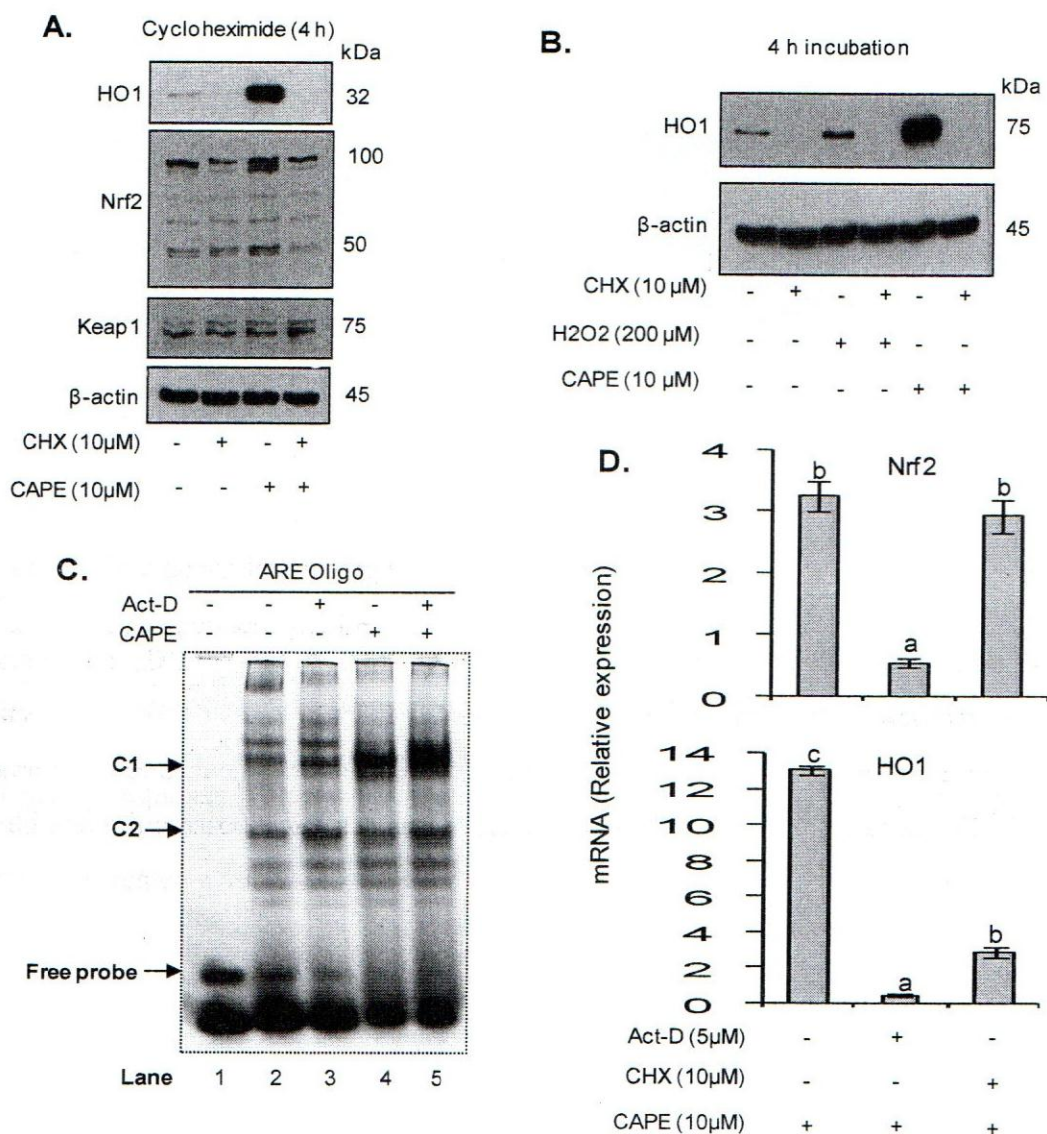 A.
Cycloheximide (4 h)
kDa
HO1
32
Nrf2
100
50
Keap1
75
β-actin
45
CHX (10µM)
- + - +
CAPE (10µM)
- - + +
B.
4 h incubation
kDa
HO1
75
β-actin
45
CHX (10 µM)
- + - + - +
H2O2 (200 µM)
- - + + - -
CAPE (10 µM)
- - - - + +
C.
ARE Oligo
Act-D
- - + - +
CAPE
- - - + +
C1
C2
Free probe
Lane 1 2 3 4 5
D.
mRNA (Relative expression)
Nrf2
4
3
2
1
0
b
a
b
HO1
14
12
10
8
6
4
2
0
c
a
b
Act-D (5µM)
- + -
CHX (10µM)
- - +
CAPE (10µM)
+ + +